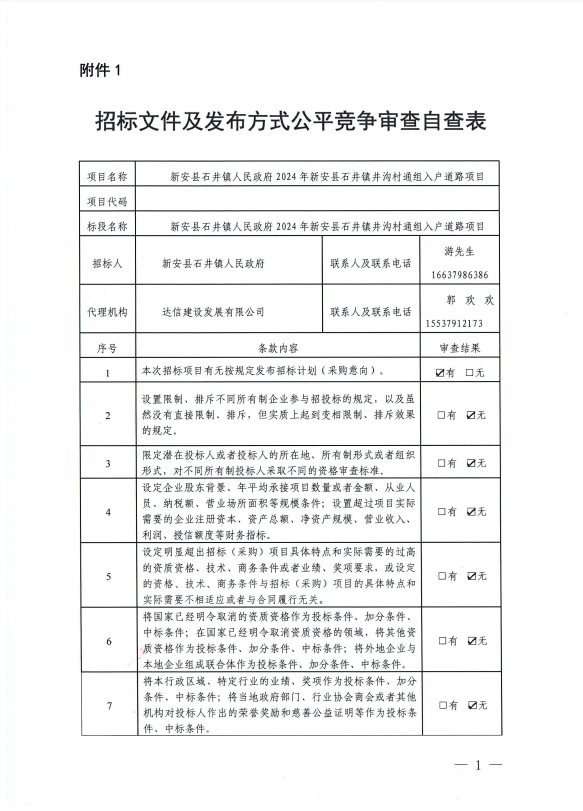 附件 1
招标文件及发布方式公平竞争审查自查表
项目名称 新安县石井镇人民政府 2024 年新安县石井镇井沟村通组入户道路项目
项目代码
标段名称 新安县石井镇人民政府 2024 年新安县石井镇井沟村通组入户道路项目
招标人 新安县石井镇人民政府 联系人及联系电话 游先生
16637986386
代理机构 达信建设发展有限公司 联系人及联系电话 郭 欢 欢
15537912173
序号 条款内容 审查结果
1 本次招标项目有无按规定发布招标计划（采购意向）。 ☑有 □无
设置限制、排斥不同所有制企业参与招投标的规定，以及虽
2 然没有直接限制、排斥，但实质上起到变相限制、排斥效果 □有 ☑无
的规定。
3 限定潜在投标人或者投标人的所在地、所有制形式或者组织 □有 ☑无
形式，对不同所有制投标人采取不同的资格审查标准。
设定企业股东背景、年平均承接项目数量或者金额、从业人
员、纳税额、营业场所面积等规模条件；设置超过项目实际
4 需要的企业注册资本、资产总额、净资产规模、营业收入、 □有 ☑无
利润、授信额度等财务指标。
设定明显超出招标（采购）项目具体特点和实际需要的过高
的资质资格、技术、商务条件或者业绩、奖项要求，或设定
5 的资格、技术、商务条件与招标（采购）项目的具体特点和 □有 ☑无
实际需要不相适应或者与合同履行无关。
将国家已经明令取消的资质资格作为投标条件、加分条件、
中标条件；在国家已经明令取消资质资格的领域，将其他资
6 质资格作为投标条件、加分条件、中标条件；将外地企业与 □有 ☑无
本地企业组成联合体作为投标条件、加分条件、中标条件。
将本行政区域、特定行业的业绩、奖项作为投标条件、加分
条件、中标条件；将当地政府部门、行业协会商会或者其他
7 机构对投标人作出的荣誉奖励和慈善公益证明等作为投标条 □有 ☑无
件、中标条件。
— 1 —